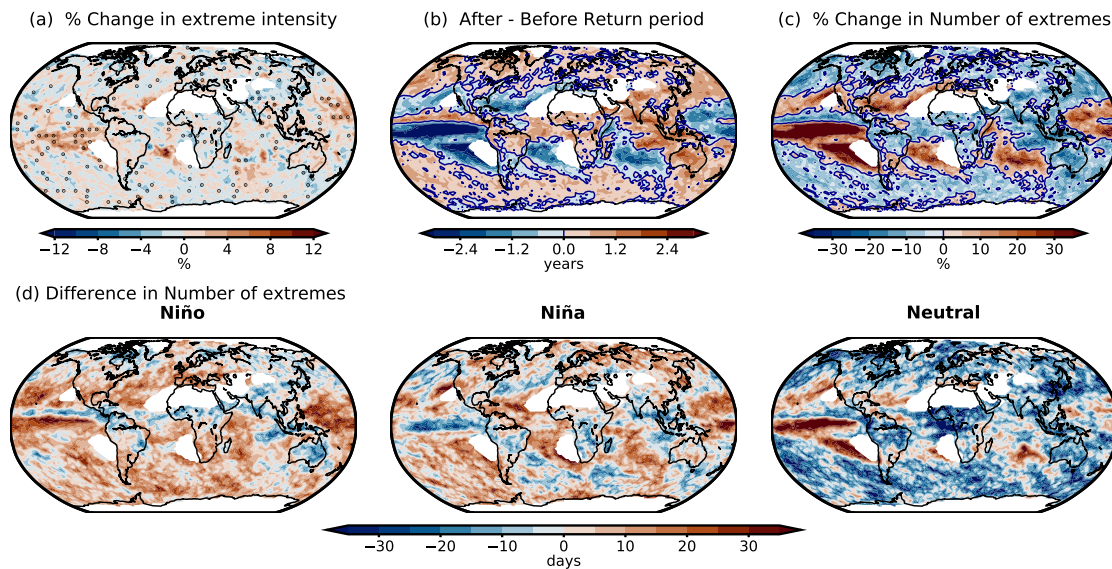 (a) % Change in extreme intensity
(b) After - Before Return period
(c) % Change in Number of extremes
−12 −8 −4 0 4 8 12
%
−2.4 −1.2 0.0 1.2 2.4
years
−30 −20 −10 0 10 20 30
%
(d) Difference in Number of extremes
Niño
Niña
Neutral
−30 −20 −10 0 10 20 30
days